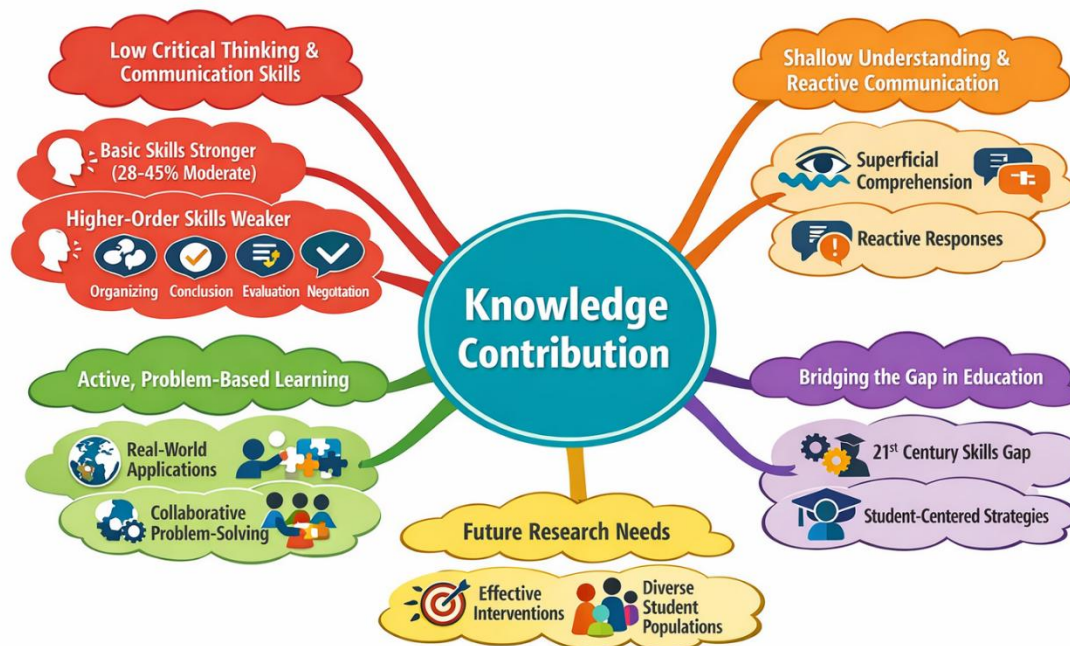 Low Critical Thinking &
Communication Skills
Basic Skills Stronger
(28-45% Moderate)
Higher-Order Skills Weaker
Organizing
Conclusion
Evaluation
Negotation
Shallow Understanding &
Reactive Communication
Superficial
Comprehension
Reactive Responses
Knowledge
Contribution
Active, Problem-Based Learning
Real-World
Applications
Collaborative
Problem-Solving
Bridging the Gap in Education
21st Century Skills Gap
Student-Centered Strategies
Future Research Needs
Effective
Interventions
Diverse
Student
Populations